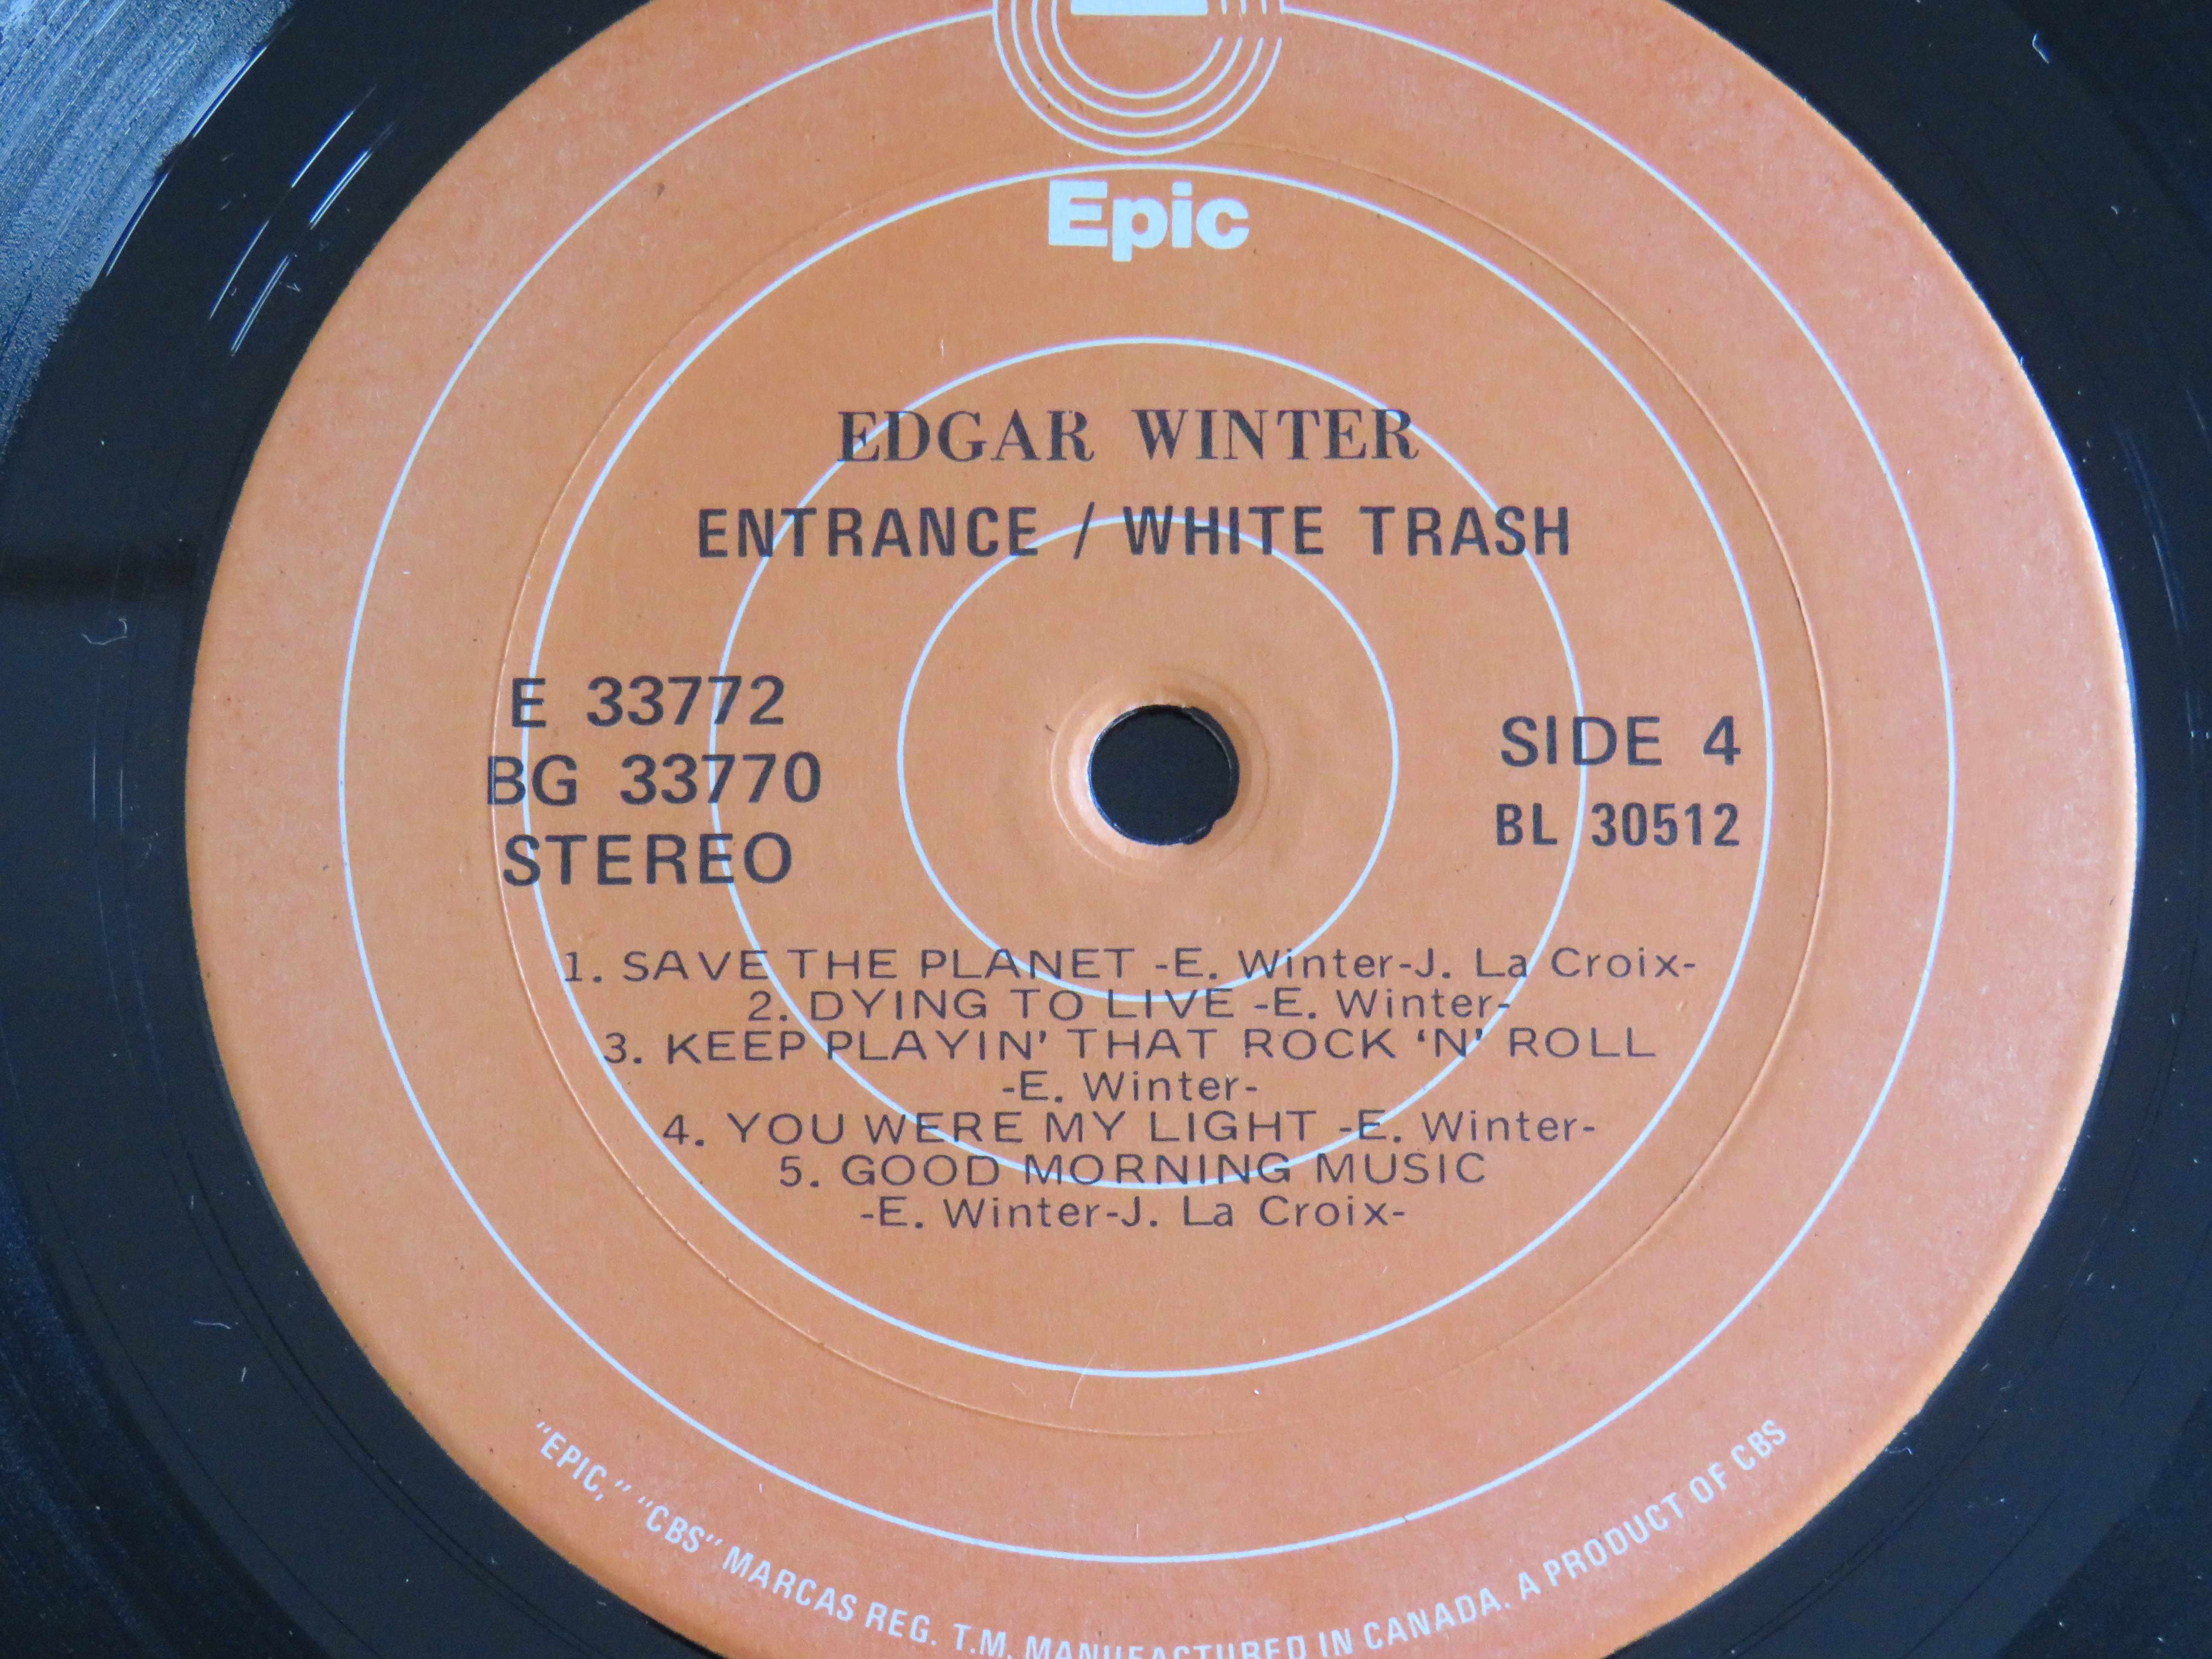 Epic
EDGAR WINTER
ENTRANCE / WHITE TRASH
E 33772
BG 33770
STEREO
SIDE 4
BL 30512
1. SAVE THE PLANET -E. Winter-J. La Croix-
2. DYING TO LIVE -E. Winter-
3. KEEP PLAYIN' THAT ROCK 'N' ROLL
-E. Winter-
4. YOU WERE MY LIGHT -E. Winter-
5. GOOD MORNING MUSIC
-E. Winter-J. La Croix-
"EPIC," "CBS" MARCAS REG. T.M. MANUFACTURED IN CANADA. A PRODUCT OF CBS